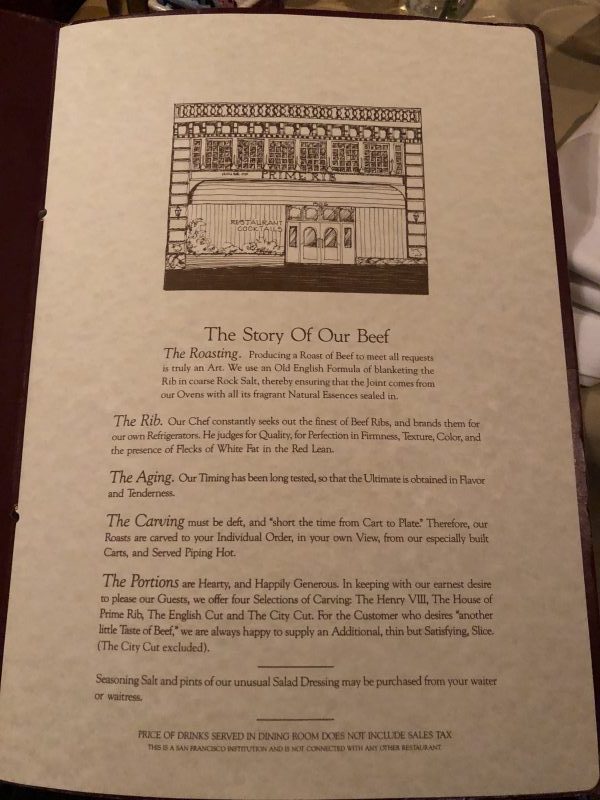 PRIME RIB
RESTAURANT
COCKTAILS
The Story Of Our Beef
The Roasting. Producing a Roast of Beef to meet all requests
is truly an Art. We use an Old English Formula of blanketing the
Rib in coarse Rock Salt, thereby ensuring that the Joint comes from
our Ovens with all its fragrant Natural Essences sealed in.
The Rib. Our Chef constantly seeks out the finest of Beef Ribs, and brands them for
our own Refrigerators. He judges for Quality, for Perfection in Firmness, Texture, Color, and
the presence of Flecks of White Fat in the Red Lean.
The Aging. Our Timing has been long tested, so that the Ultimate is obtained in Flavor
and Tenderness.
The Carving must be deft, and "short the time from Cart to Plate." Therefore, our
Roasts are carved to your Individual Order, in your own View, from our especially built
Carts, and Served Piping Hot.
The Portions are Hearty, and Happily Generous. In keeping with our earnest desire
to please our Guests, we offer four Selections of Carving: The Henry VIII, The House of
Prime Rib, The English Cut and The City Cut. For the Customer who desires "another
little Taste of Beef," we are always happy to supply an Additional, thin but Satisfying, Slice.
(The City Cut excluded).
Seasoning Salt and pints of our unusual Salad Dressing may be purchased from your waiter
or waitress.
PRICE OF DRINKS SERVED IN DINING ROOM DOES NOT INCLUDE SALES TAX
THIS IS A SAN FRANCISCO INSTITUTION AND IS NOT CONNECTED WITH ANY OTHER RESTAURANT.